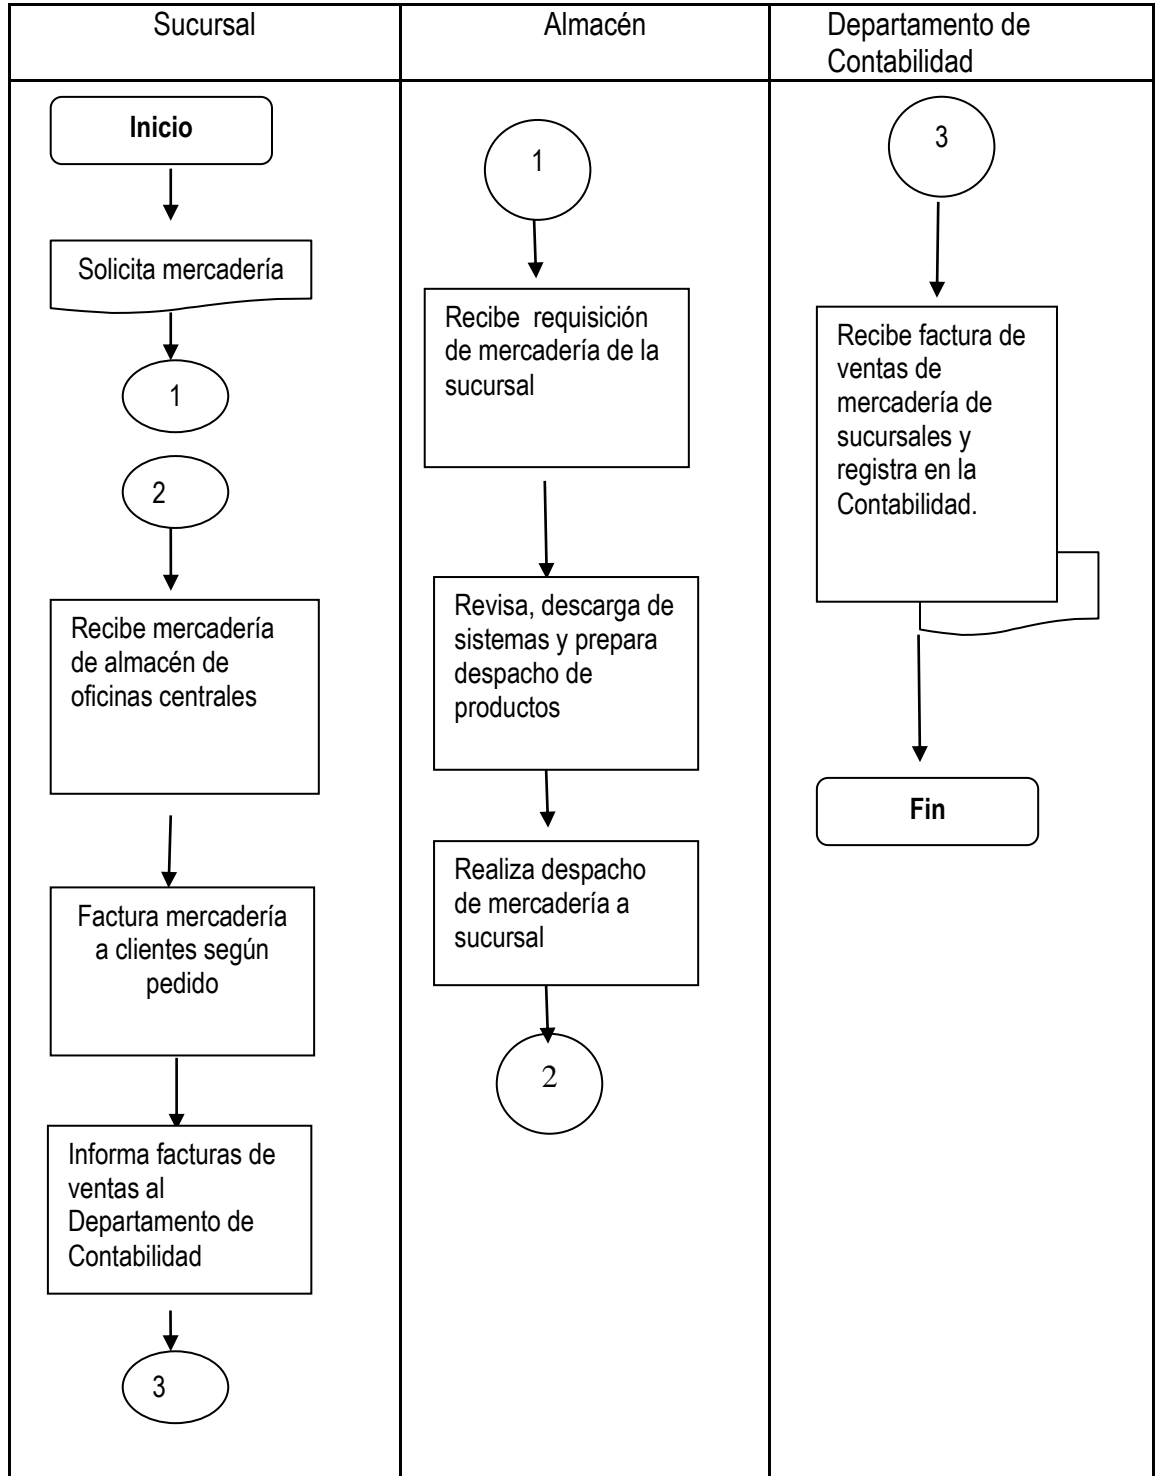 Sucursal
Almacén
Departamento de
Contabilidad
Inicio
Solicita mercadería
1
2
Recibe mercadería
de almacén de
oficinas centrales
Factura mercadería
a clientes según
pedido
Informa facturas de
ventas al
Departamento de
Contabilidad
3
1
Recibe requisición
de mercadería de la
sucursal
Revisa, descarga de
sistemas y prepara
despacho de
productos
Realiza despacho
de mercadería a
sucursal
2
3
Recibe factura de
ventas de
mercadería de
sucursales y
registra en la
Contabilidad.
Fin